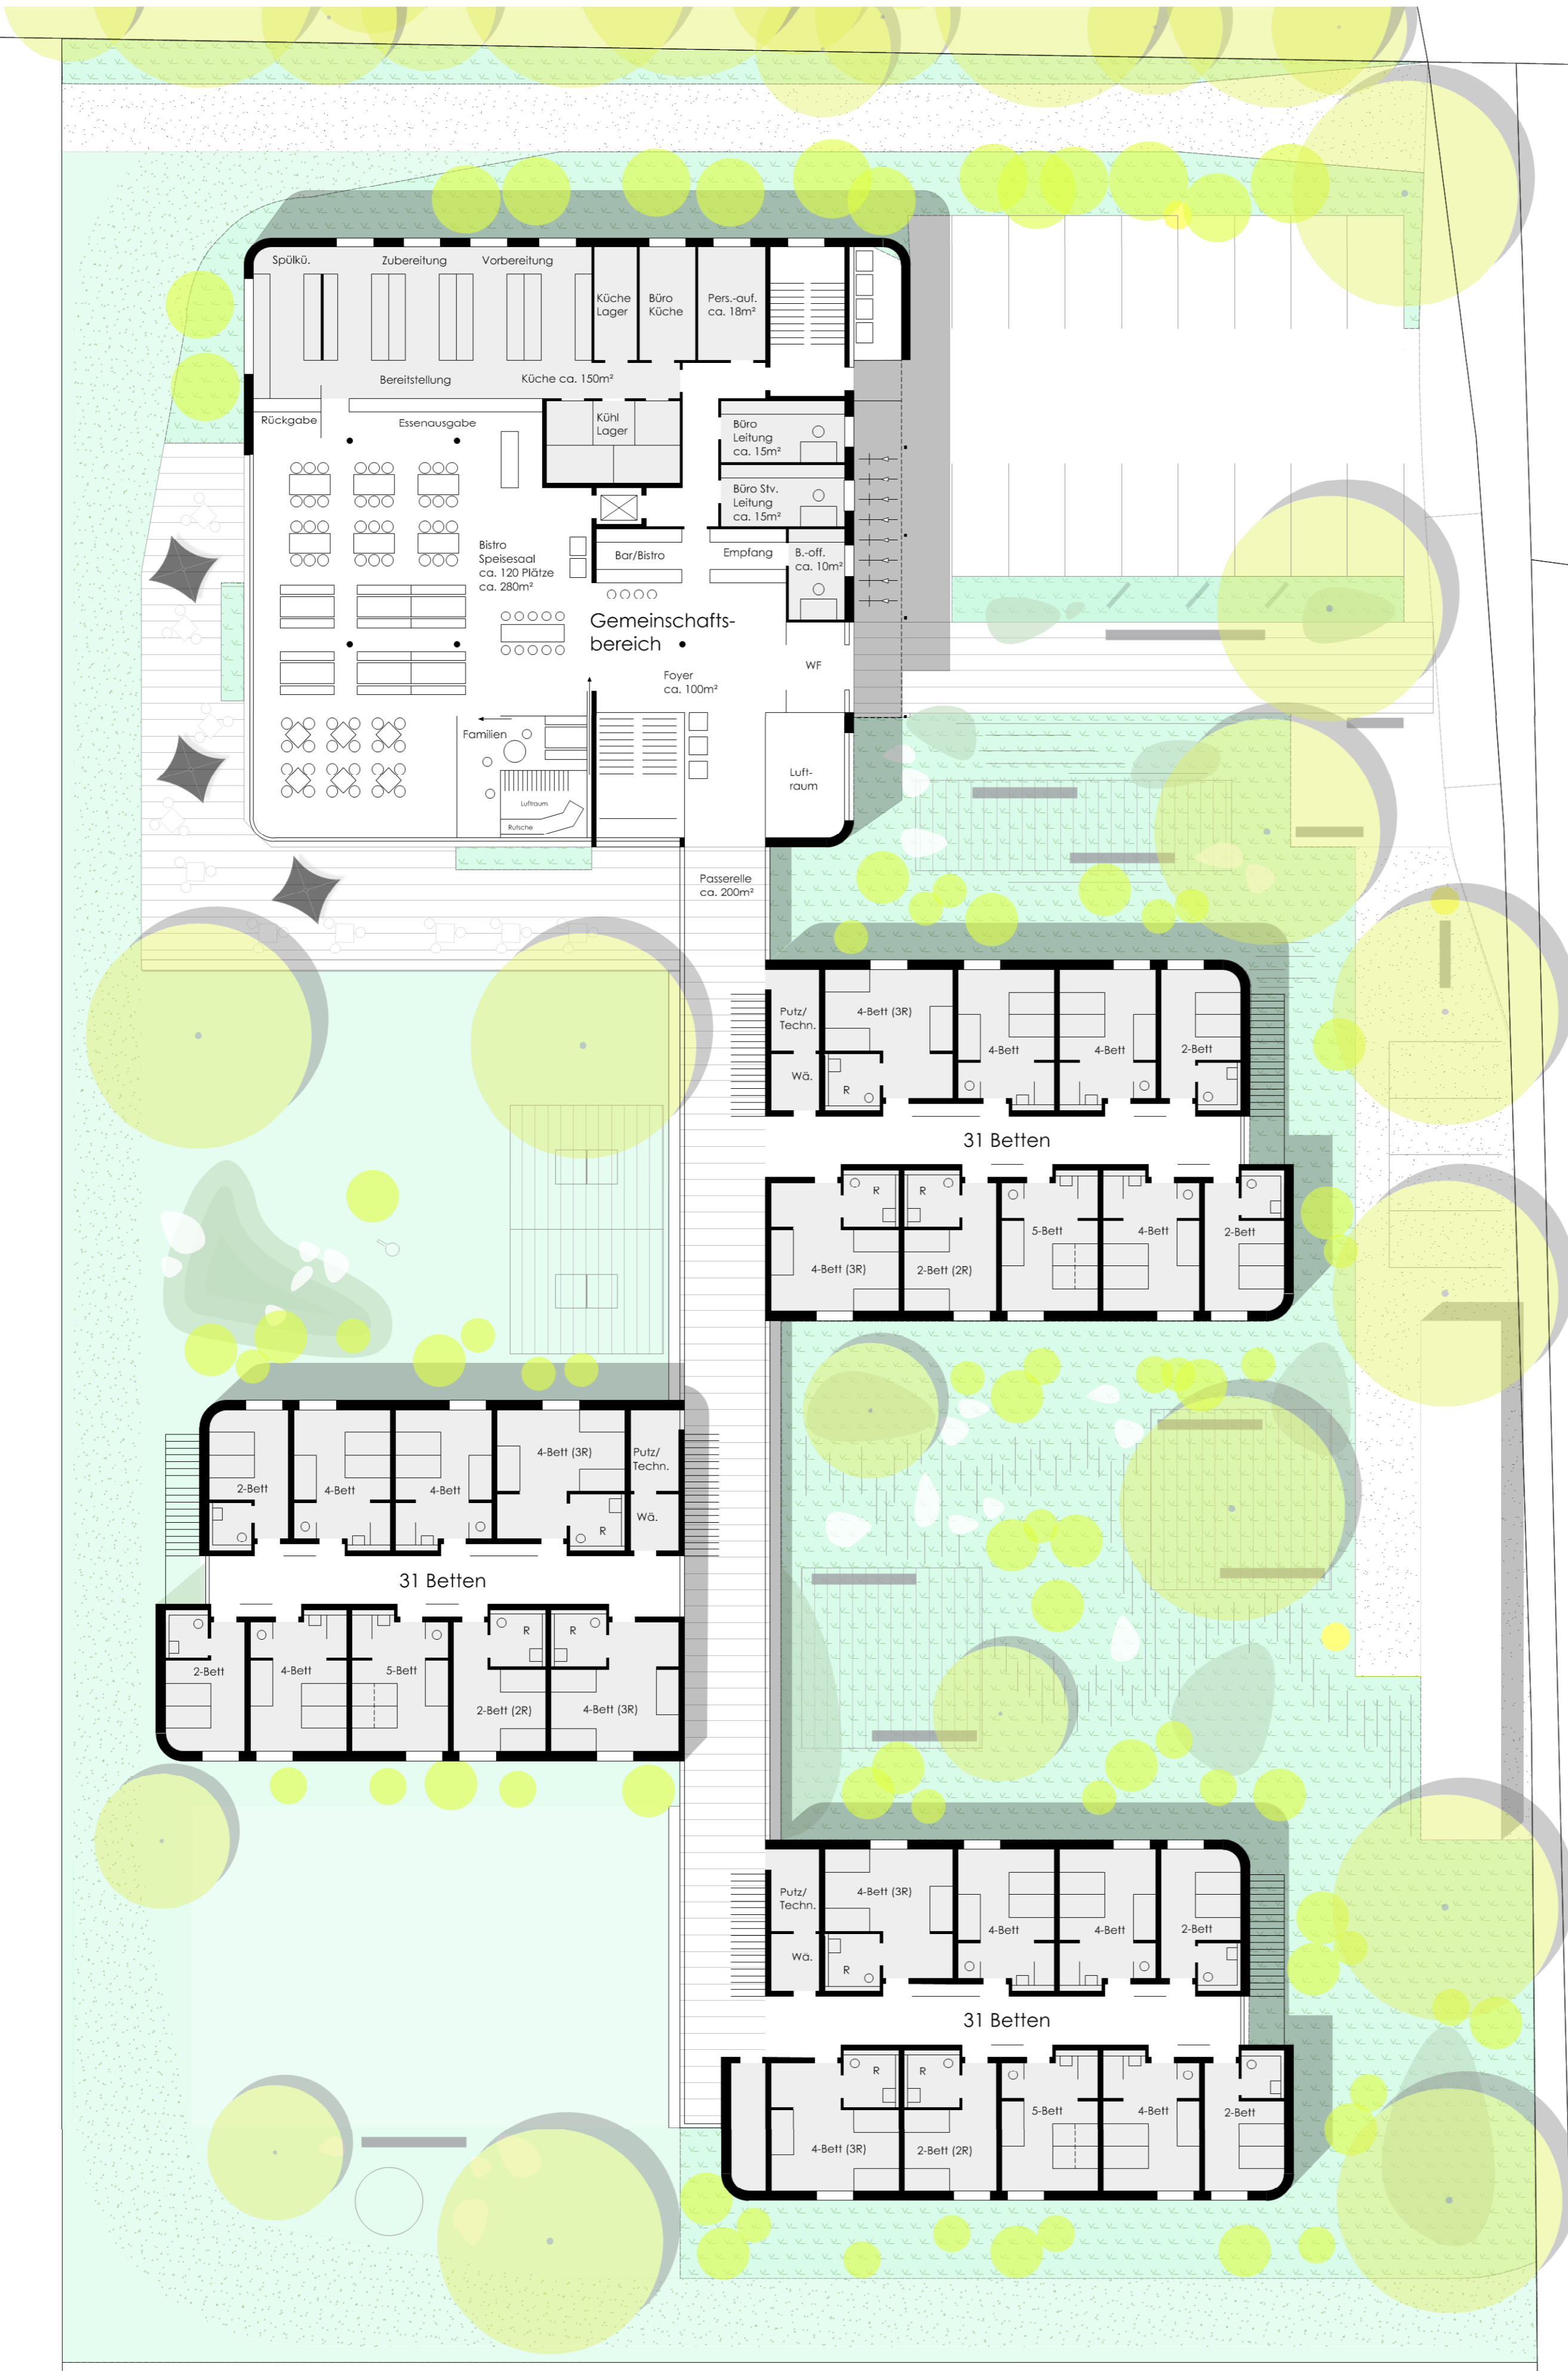 Spülkü.
Zubereitung
Vorbereitung
Küche
Lager
Büro
Küche
Pers.-auf.
ca. 18m²
Bereitstellung
Küche ca. 150m²
Rückgabe
Essenausgabe
Kühl
Lager
Büro
Leitung
ca. 15m²
Büro Stv.
Leitung
ca. 15m²
Bistro
Speisesaal
ca. 120 Plätze
ca. 280m²
Bar/Bistro
Empfang
B.-off.
ca. 10m²
Gemeinschafts-
bereich
WF
Foyer
ca. 100m²
Familien
Luftraum
Rutsche
Luft-
raum
Passerelle
ca. 200m²
Putz/
Techn.
4-Bett (3R)
4-Bett
4-Bett
2-Bett
Wä.
R
31 Betten
R
R
5-Bett
4-Bett
2-Bett
4-Bett (3R)
2-Bett (2R)
2-Bett
4-Bett
4-Bett
4-Bett (3R)
Putz/
Techn.
Wä.
R
31 Betten
R
R
2-Bett
4-Bett
5-Bett
2-Bett (2R)
4-Bett (3R)
Putz/
Techn.
4-Bett (3R)
4-Bett
4-Bett
2-Bett
Wä.
R
31 Betten
R
R
5-Bett
4-Bett
2-Bett
4-Bett (3R)
2-Bett (2R)